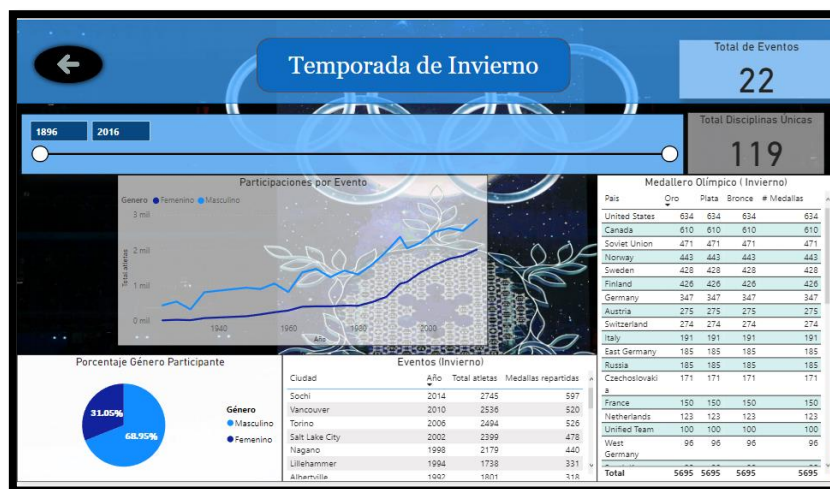 Temporada de Invierno
Total de Eventos
22
1896 2016
Total Disciplinas Únicas
119
Participaciones por Evento
Genero Femenino Masculino
3 mil
2 mil
1 mil
0 mil
Total atletas
1940 1960 1980 2000
Año
Medallero Olímpico ( Invierno)
Pais Oro Plata Bronce # Medallas
United States 634 634 634 634
Canada 610 610 610 610
Soviet Union 471 471 471 471
Norway 443 443 443 443
Sweden 428 428 428 428
Finland 426 426 426 426
Germany 347 347 347 347
Austria 275 275 275 275
Switzerland 274 274 274 274
Italy 191 191 191 191
East Germany 185 185 185 185
Russia 185 185 185 185
Czechoslovaki 171 171 171 171
a
France 150 150 150 150
Netherlands 123 123 123 123
Unified Team 100 100 100 100
West 96 96 96 96
Germany
Total 5695 5695 5695 5695
Porcentaje Género Participante
31.05%
68.95%
Género
Masculino
Femenino
Eventos (Invierno)
Ciudad Año Total atletas Medallas repartidas
Sochi 2014 2745 597
Vancouver 2010 2536 520
Torino 2006 2494 526
Salt Lake City 2002 2399 478
Nagano 1998 2179 440
Lillehammer 1994 1738 331
Albertville 1992 1801 318